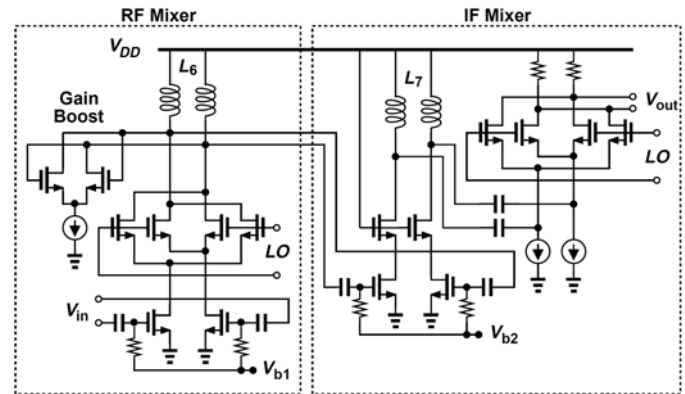 RF Mixer
IF Mixer
VDD
L6
L7
Gain
Boost
Vout
LO
LO
Vin
Vb1
Vb2